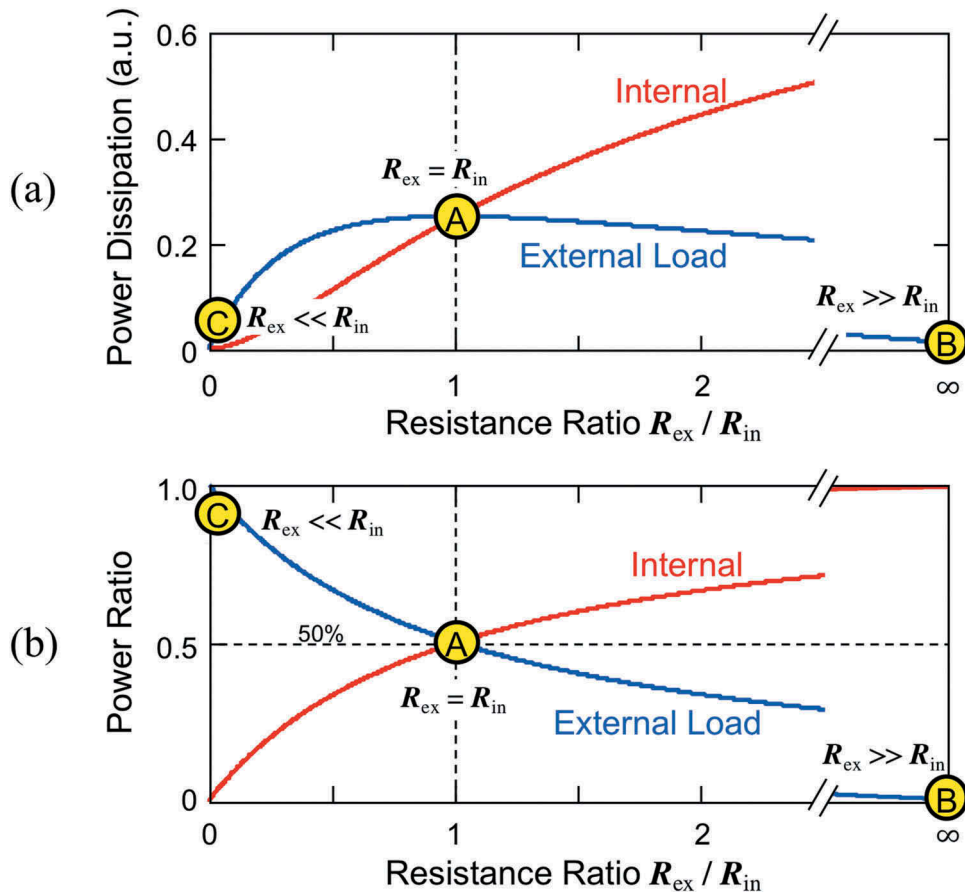 (a)
Power Dissipation (a.u.)
0.6
0.4
0.2
0
Internal
R_ex = R_in
A
External Load
C
R_ex << R_in
R_ex >> R_in
B
0 1 2 ∞
Resistance Ratio R_ex / R_in
(b)
Power Ratio
1.0
0.5
0
C
R_ex << R_in
Internal
50%
A
R_ex = R_in
External Load
R_ex >> R_in
B
0 1 2 ∞
Resistance Ratio R_ex / R_in